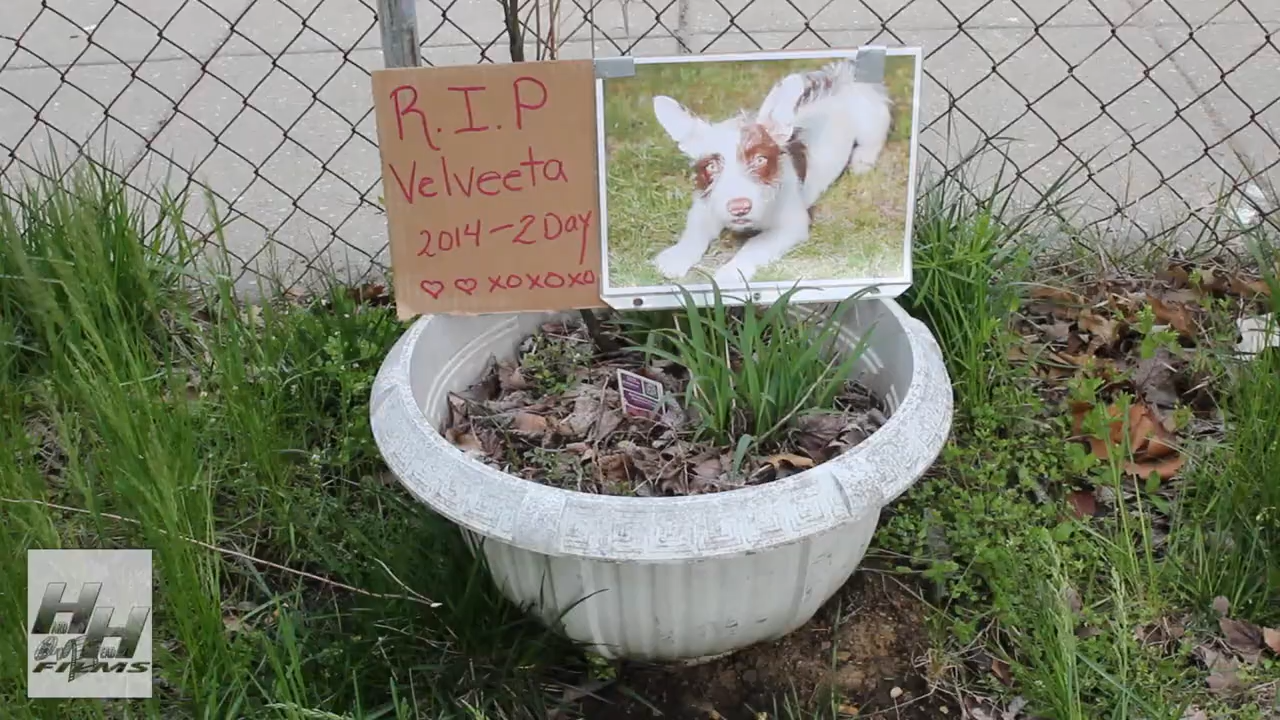 R.I.P
Velveeta
2014-2Day
♡ ♡ XOXOXO
HH
FILMS